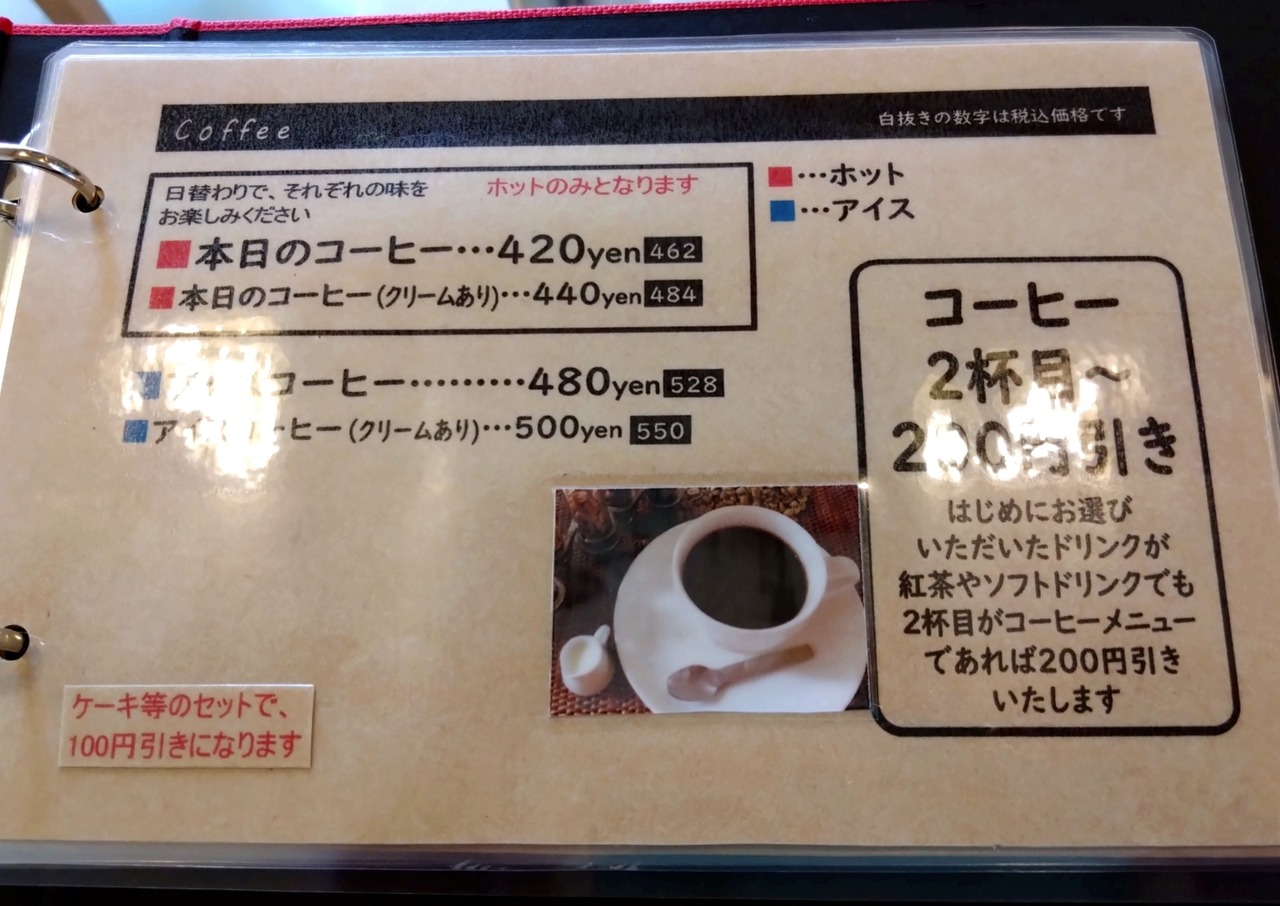 Coffee
白抜きの数字は税込価格です
日替わりで、それぞれの味を
お楽しみください
ホットのみとなります
本日のコーヒー…420yen 462
本日のコーヒー(クリームあり)…440yen 484
…ホット
…アイス
コーヒー………480yen 528
アイスコーヒー(クリームあり)…500yen 550
コーヒー
2杯目～
200円引き
はじめにお選び
いただいたドリンクが
紅茶やソフトドリンクでも
2杯目がコーヒーメニュー
であれば200円引き
いたします
ケーキ等のセットで、
100円引きになります